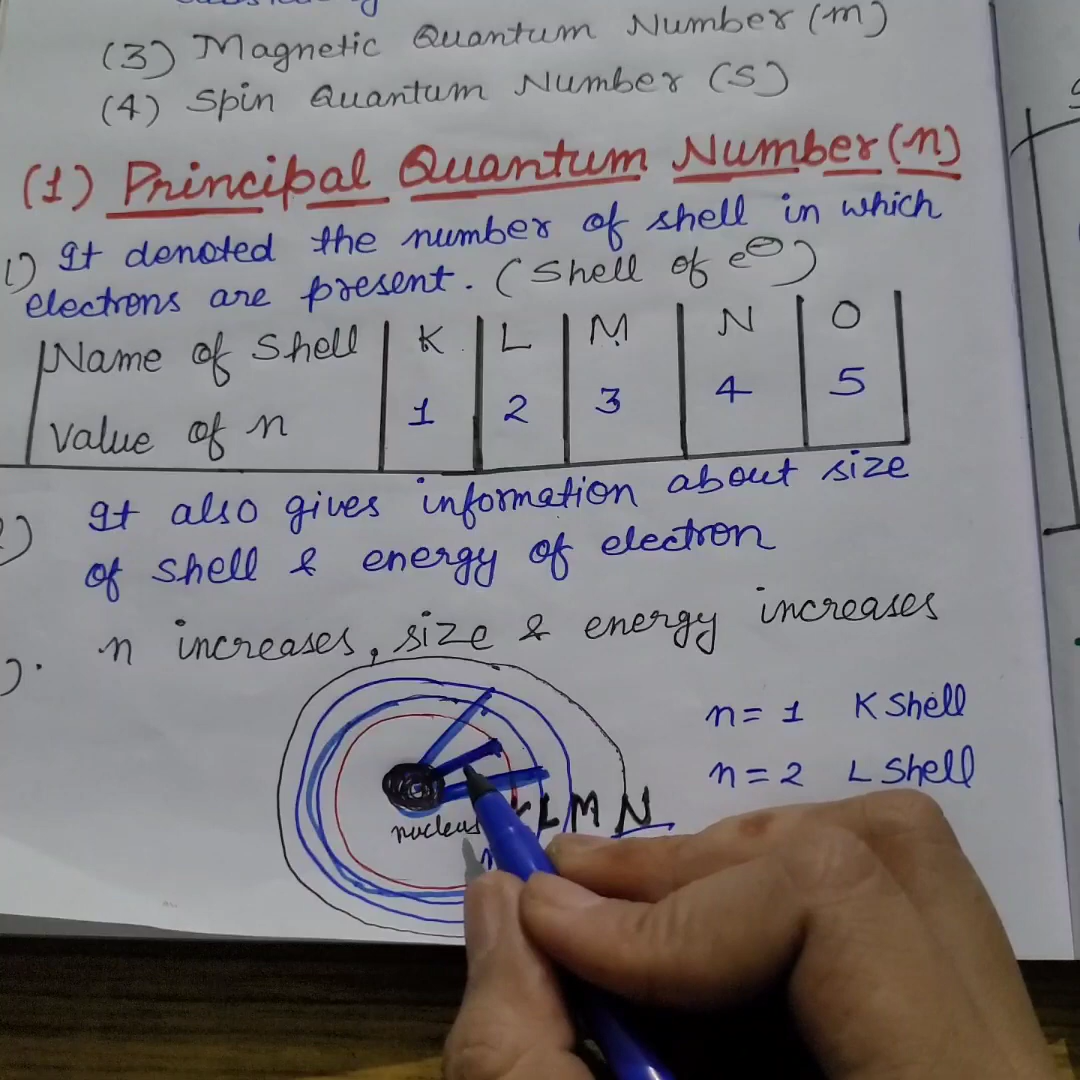 (3) Magnetic Quantum Number (m)
(4) Spin Quantum Number (S)
(1) Principal Quantum Number (n)
1) It denoted the number of shell in which
electrons are present. (Shell of e⊖)
Name of Shell K L M N O
Value of n 1 2 3 4 5
It also gives information about size
of shell & energy of electron
n increases, size & energy increases
n = 1 K Shell
n = 2 L Shell
L M N
nucleus